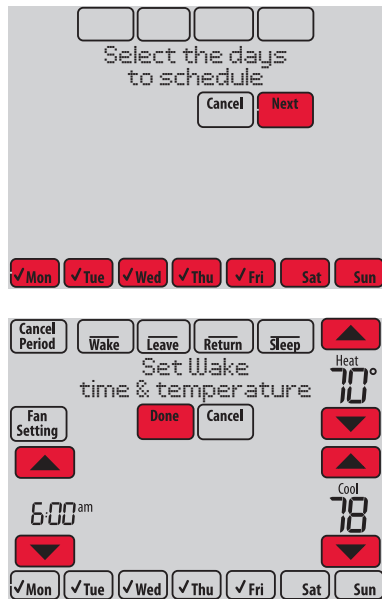 Select the days
to schedule
Cancel Next
✓Mon ✓Tue ✓Wed ✓Thu ✓Fri Sat Sun
Cancel Period Wake Leave Return Sleep
Set Wake
time & temperature
Heat
70°
Fan Setting Done Cancel
6:00 am
Cool
78
✓Mon ✓Tue ✓Wed ✓Thu ✓Fri Sat Sun